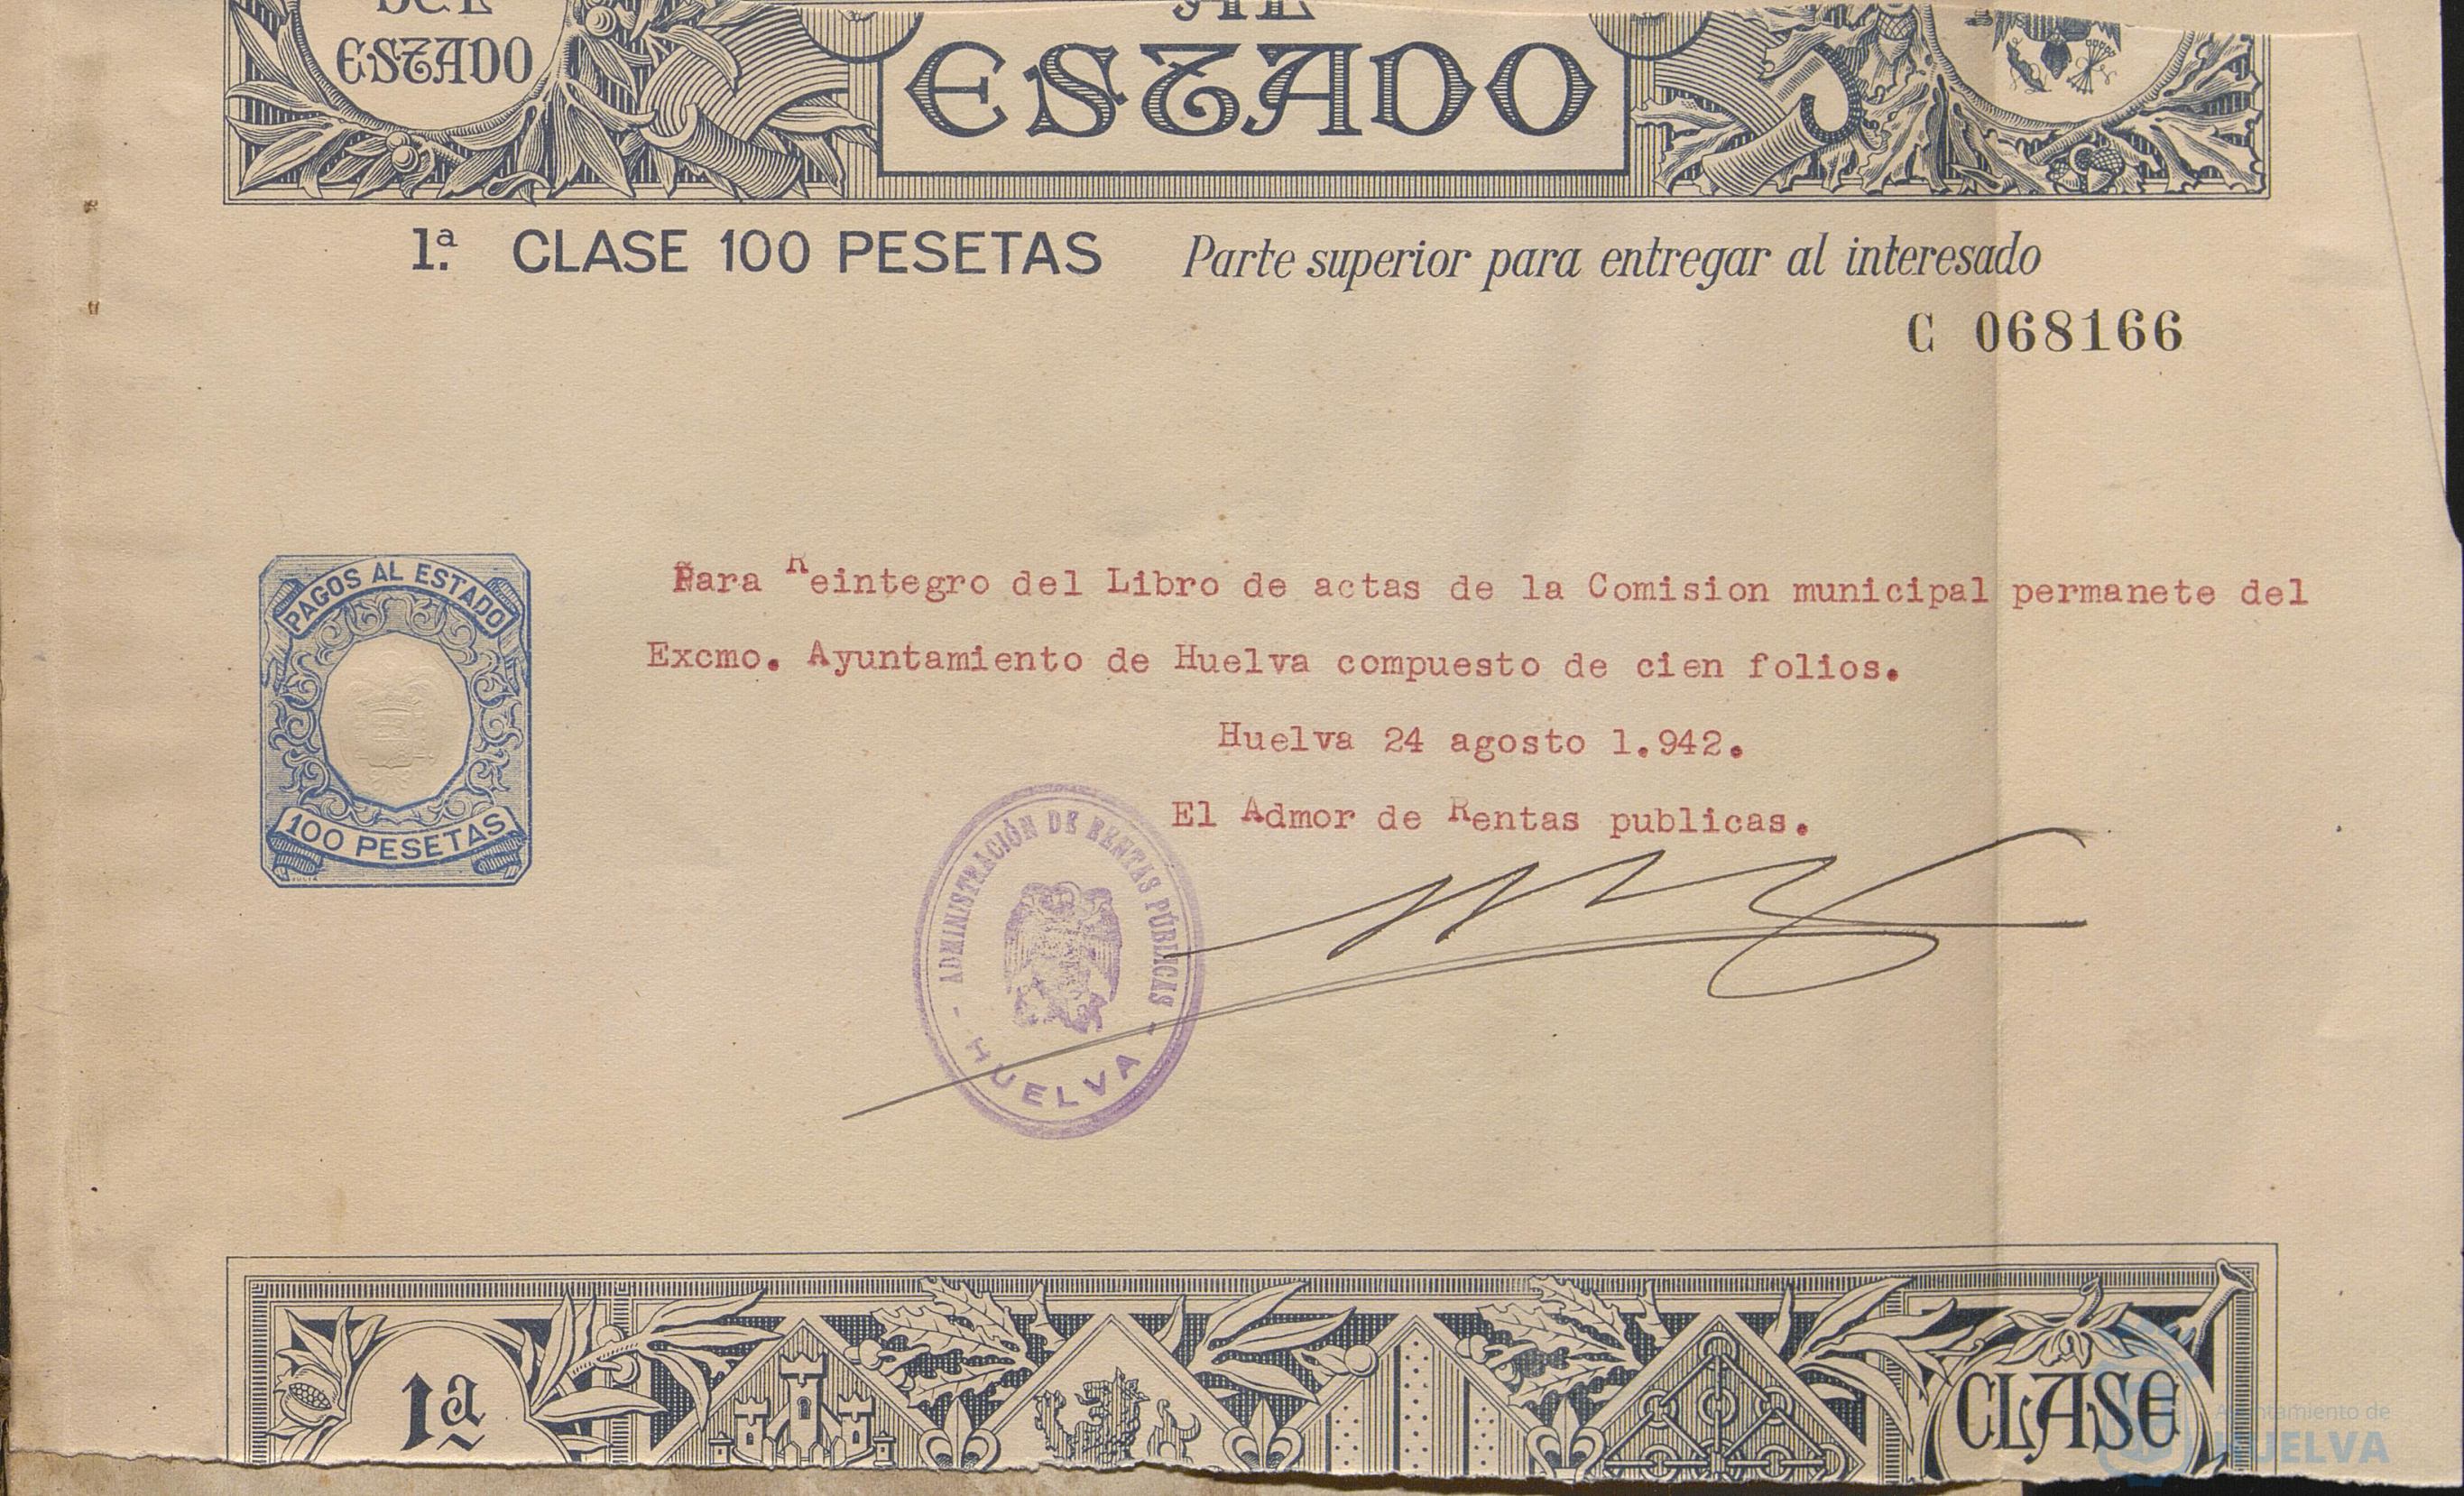 DEL
ESTADO
AL
ESTADO
1.ª CLASE 100 PESETAS Parte superior para entregar al interesado
C 068166
PAGOS AL ESTADO
100 PESETAS
Para Reintegro del Libro de actas de la Comision municipal permanete del
Excmo. Ayuntamiento de Huelva compuesto de cien folios.
Huelva 24 agosto 1.942.
El Admor de Rentas publicas.
- ADMINISTRACIÓN DE RENTAS PÚBLICAS -
HUELVA
1ª
CLASE
Ayuntamiento de
HUELVA